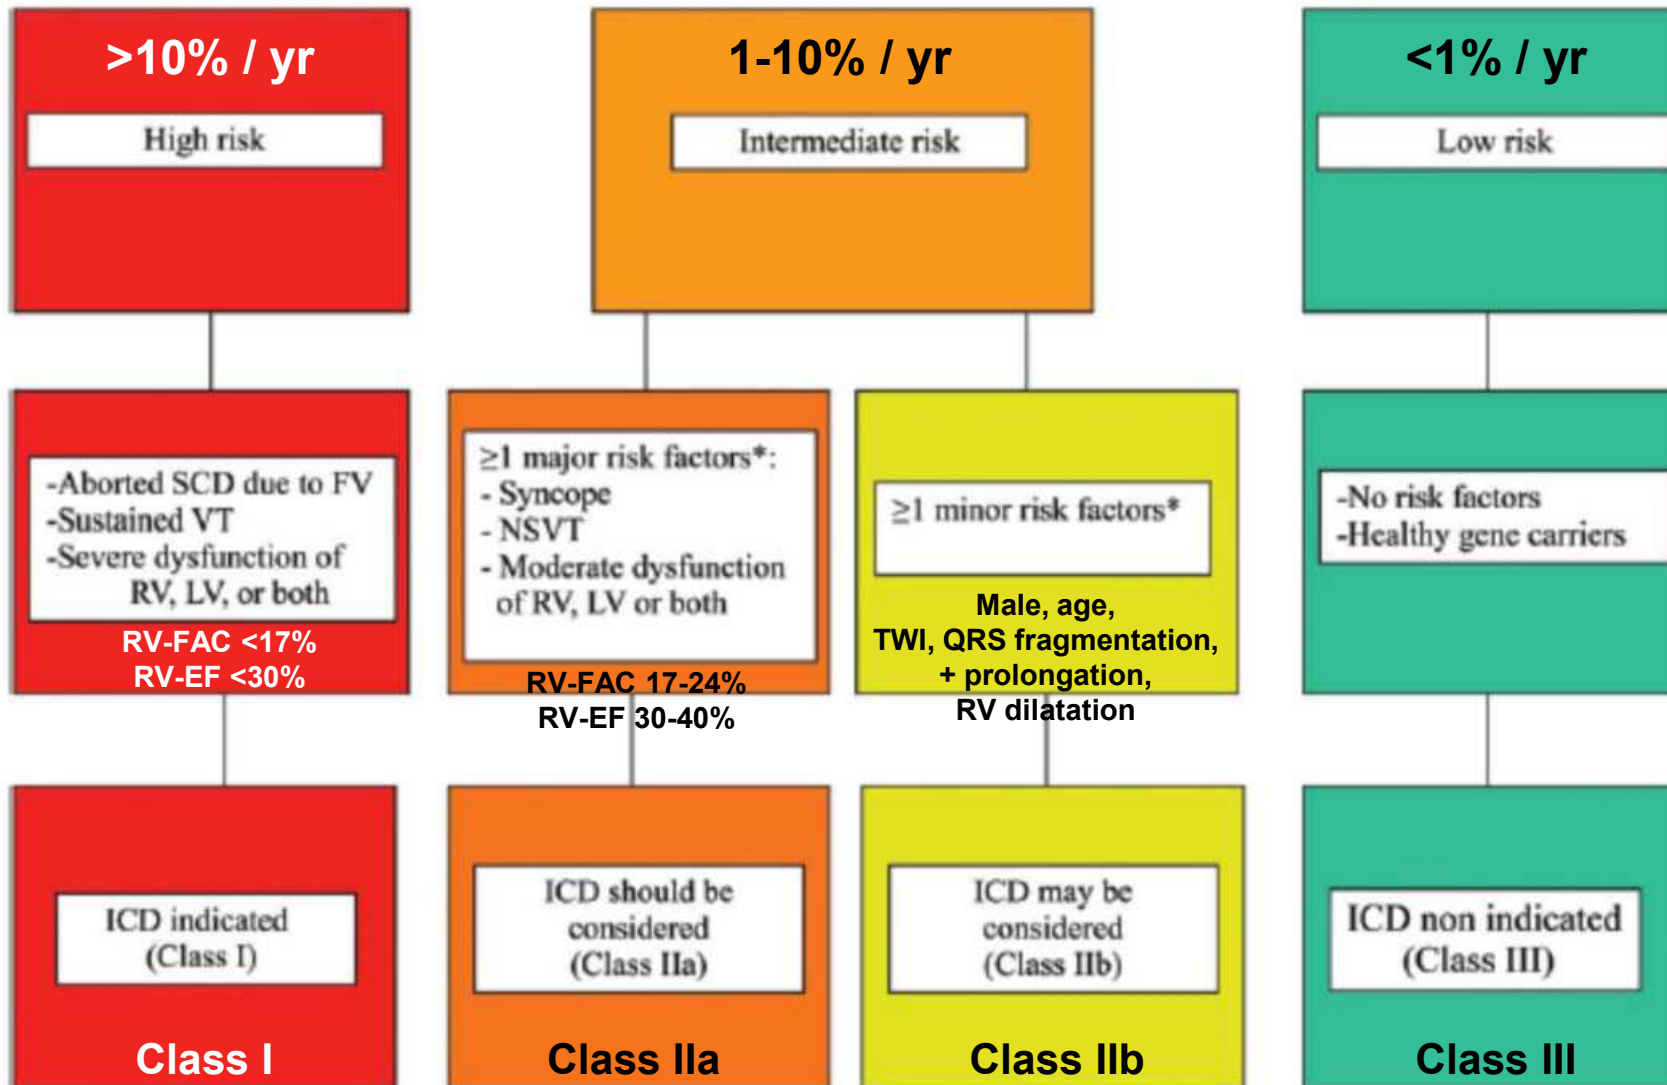 >10% / yr
High risk
1-10% / yr
Intermediate risk
<1% / yr
Low risk
-Aborted SCD due to FV
-Sustained VT
-Severe dysfunction of
RV, LV, or both
RV-FAC <17%
RV-EF <30%
≥1 major risk factors*:
- Syncope
- NSVT
- Moderate dysfunction
of RV, LV or both
RV-FAC 17-24%
RV-EF 30-40%
≥1 minor risk factors*
Male, age,
TWI, QRS fragmentation,
+ prolongation,
RV dilatation
-No risk factors
-Healthy gene carriers
ICD indicated
(Class I)
Class I
ICD should be
considered
(Class IIa)
Class IIa
ICD may be
considered
(Class IIb)
Class IIb
ICD non indicated
(Class III)
Class III